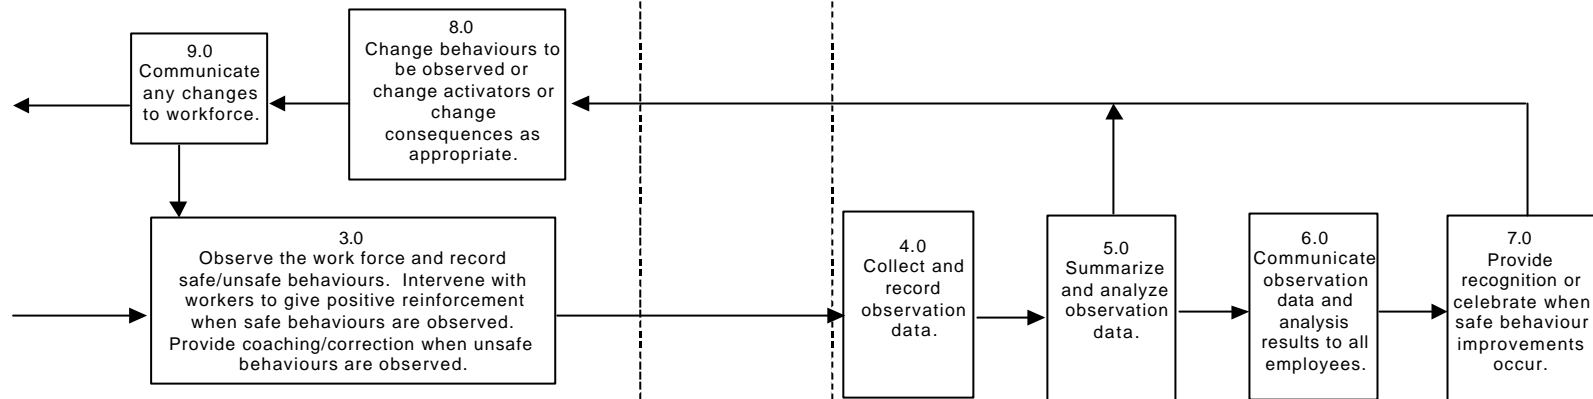 9.0
Communicate
any changes
to workforce.
8.0
Change behaviours to
be observed or
change activators or
change
consequences as
appropriate.
3.0
Observe the work force and record
safe/unsafe behaviours. Intervene with
workers to give positive reinforcement
when safe behaviours are observed.
Provide coaching/correction when unsafe
behaviours are observed.
4.0
Collect and
record
observation
data.
5.0
Summarize
and analyze
observation
data.
6.0
Communicate
observation
data and
analysis
results to all
employees.
7.0
Provide
recognition or
celebrate when
safe behaviour
improvements
occur.